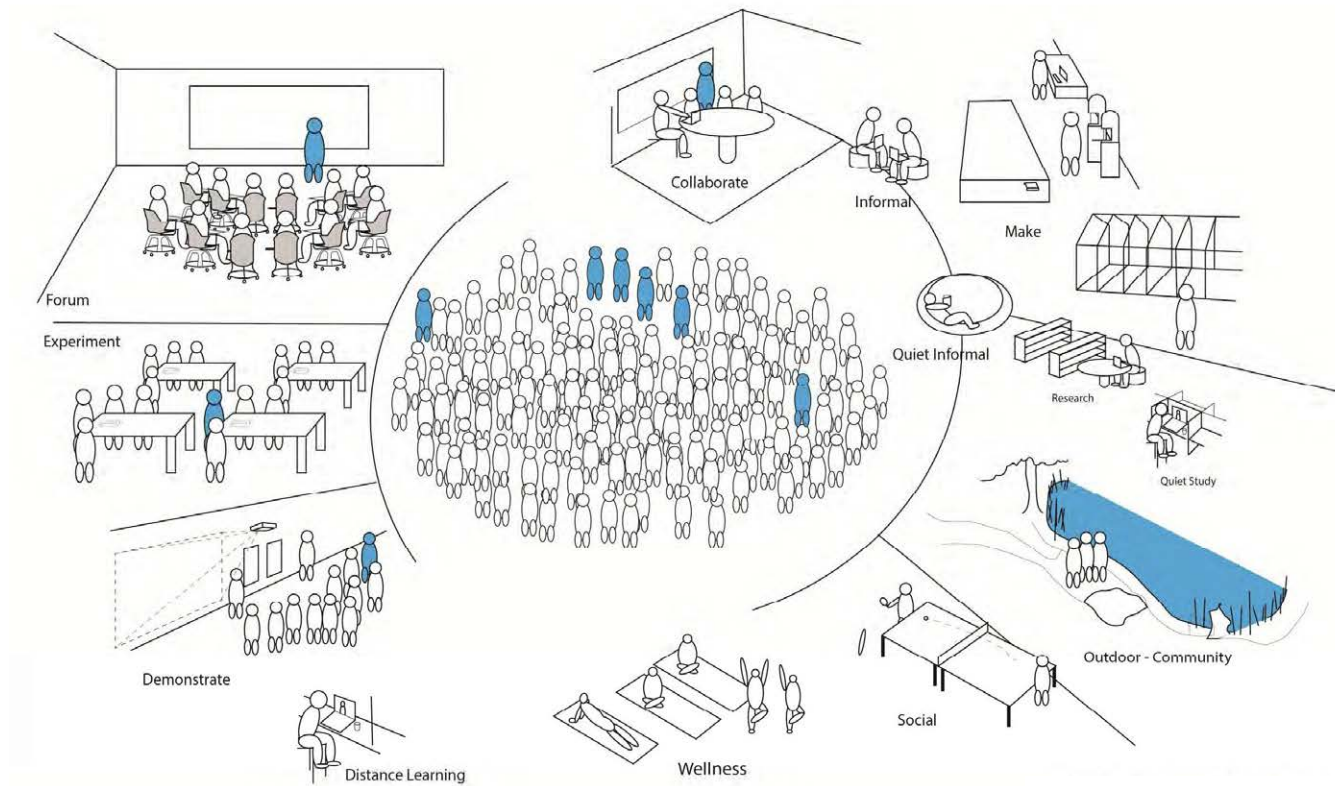 Collaborate
Informal
Make
Forum
Experiment
Quiet Informal
Research
Quiet Study
Outdoor - Community
Demonstrate
Social
Distance Learning
Wellness